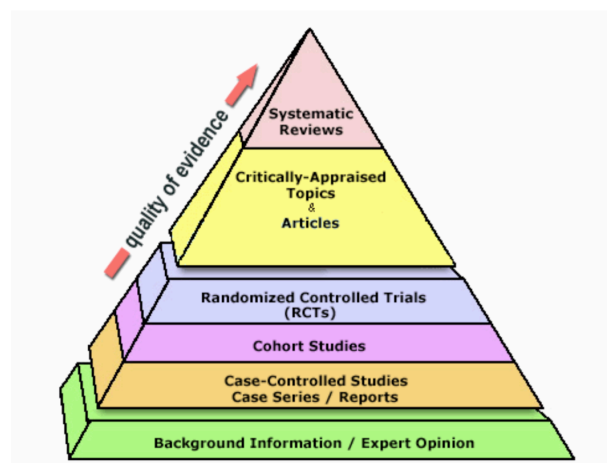 quality of evidence
Systematic
Reviews
Critically-Appraised
Topics
&
Articles
Randomized Controlled Trials
(RCTs)
Cohort Studies
Case-Controlled Studies
Case Series / Reports
Background Information / Expert Opinion